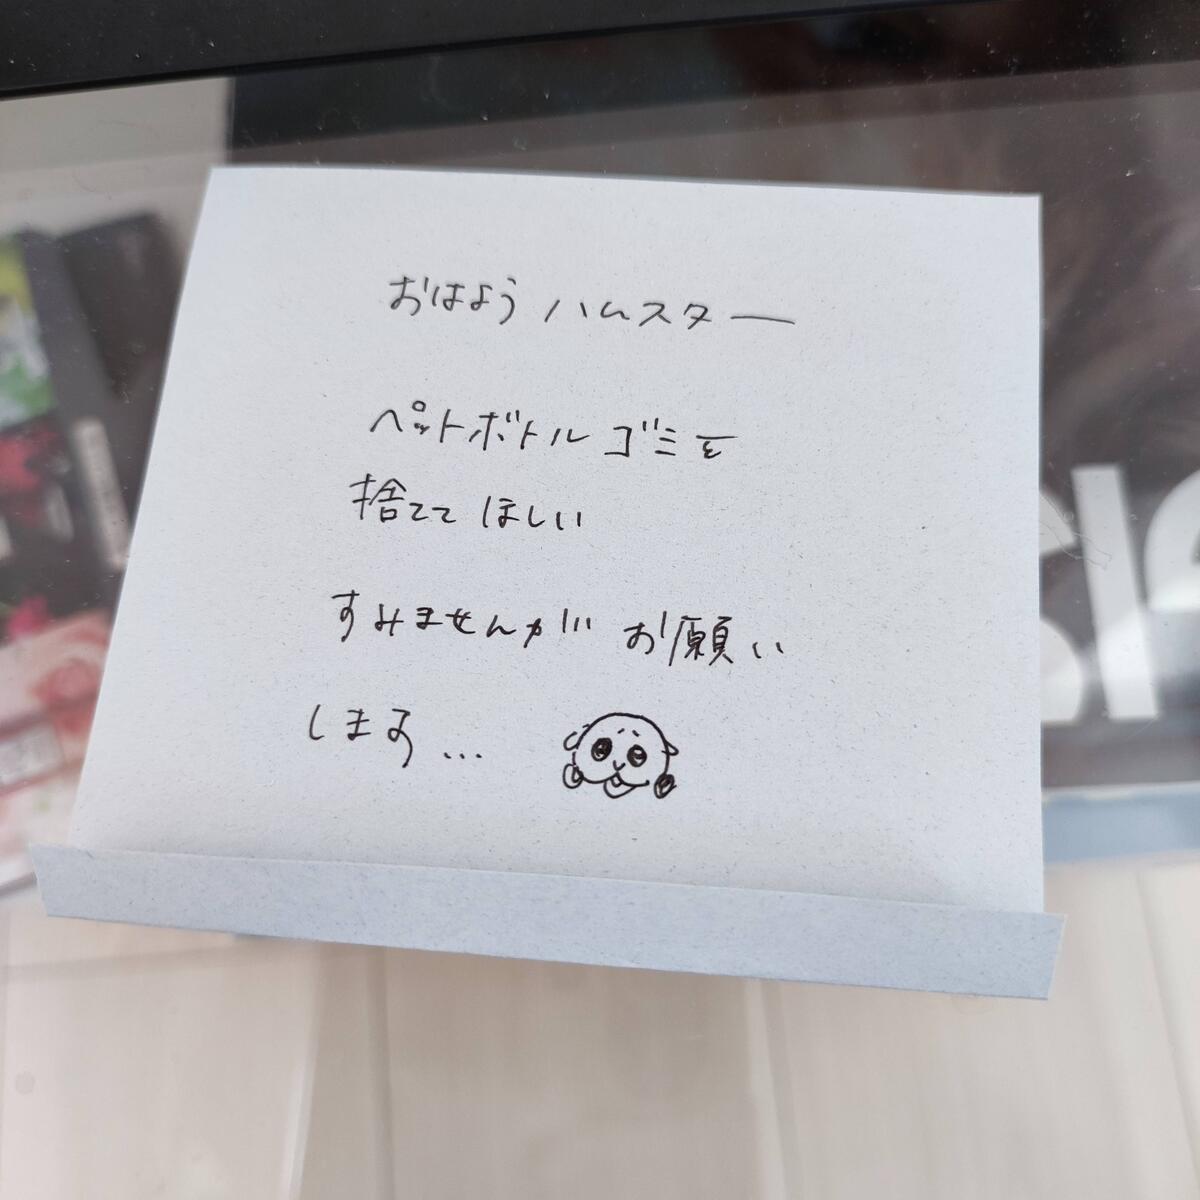 おはようハムスター
ペットボトルゴミを
捨ててほしい
すみませんがお願い
します...